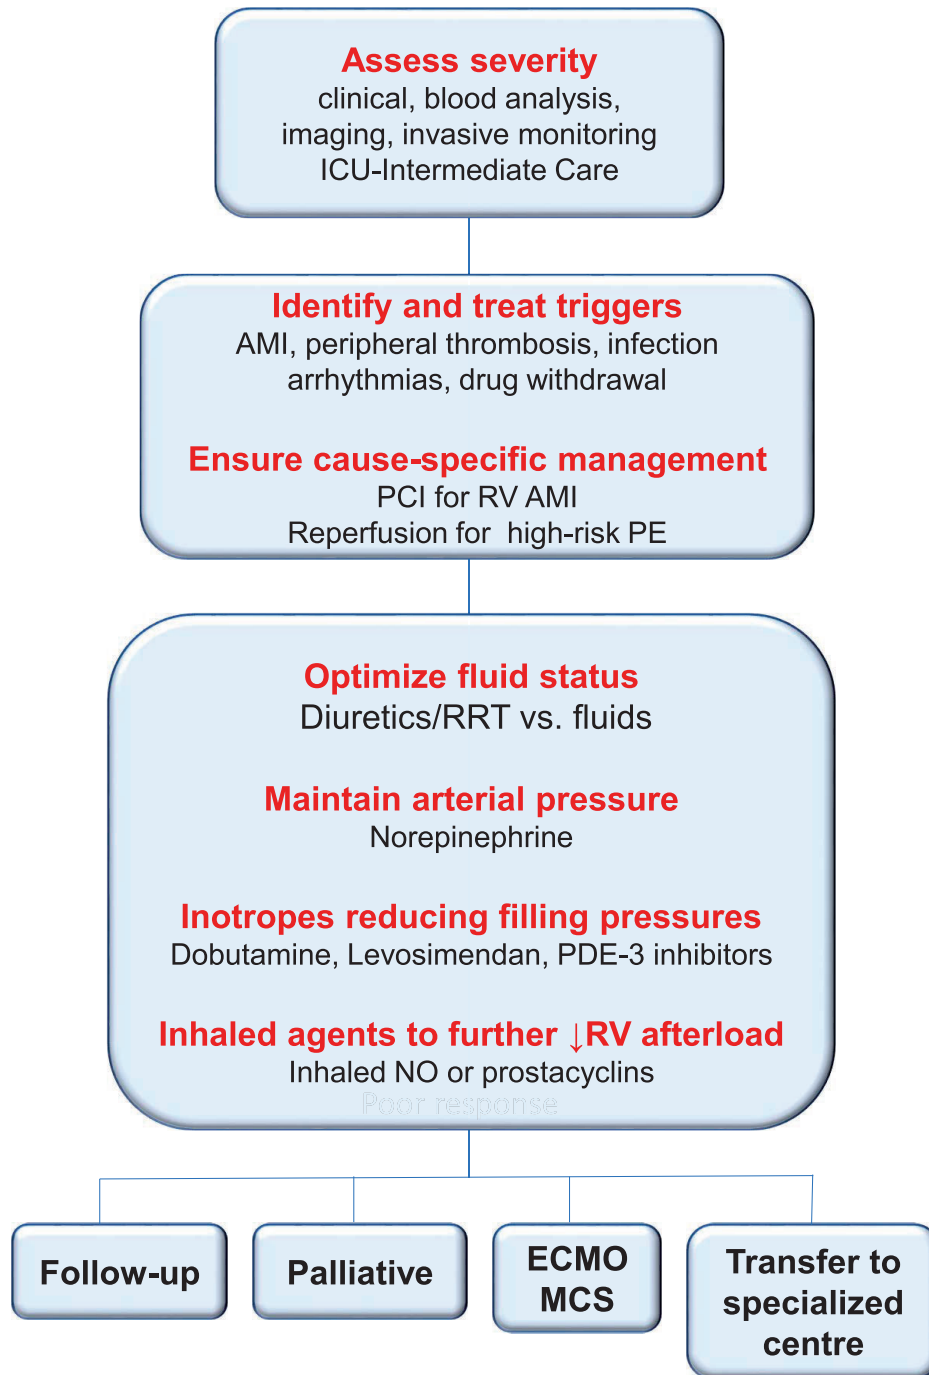 Assess severity
clinical, blood analysis,
imaging, invasive monitoring
ICU-Intermediate Care
Identify and treat triggers
AMI, peripheral thrombosis, infection
arrhythmias, drug withdrawal
Ensure cause-specific management
PCI for RV AMI
Reperfusion for high-risk PE
Optimize fluid status
Diuretics/RRT vs. fluids
Maintain arterial pressure
Norepinephrine
Inotropes reducing filling pressures
Dobutamine, Levosimendan, PDE-3 inhibitors
Inhaled agents to further ↓RV afterload
Inhaled NO or prostacyclins
Poor response
Follow-up
Palliative
ECMO
MCS
Transfer to
specialized
centre